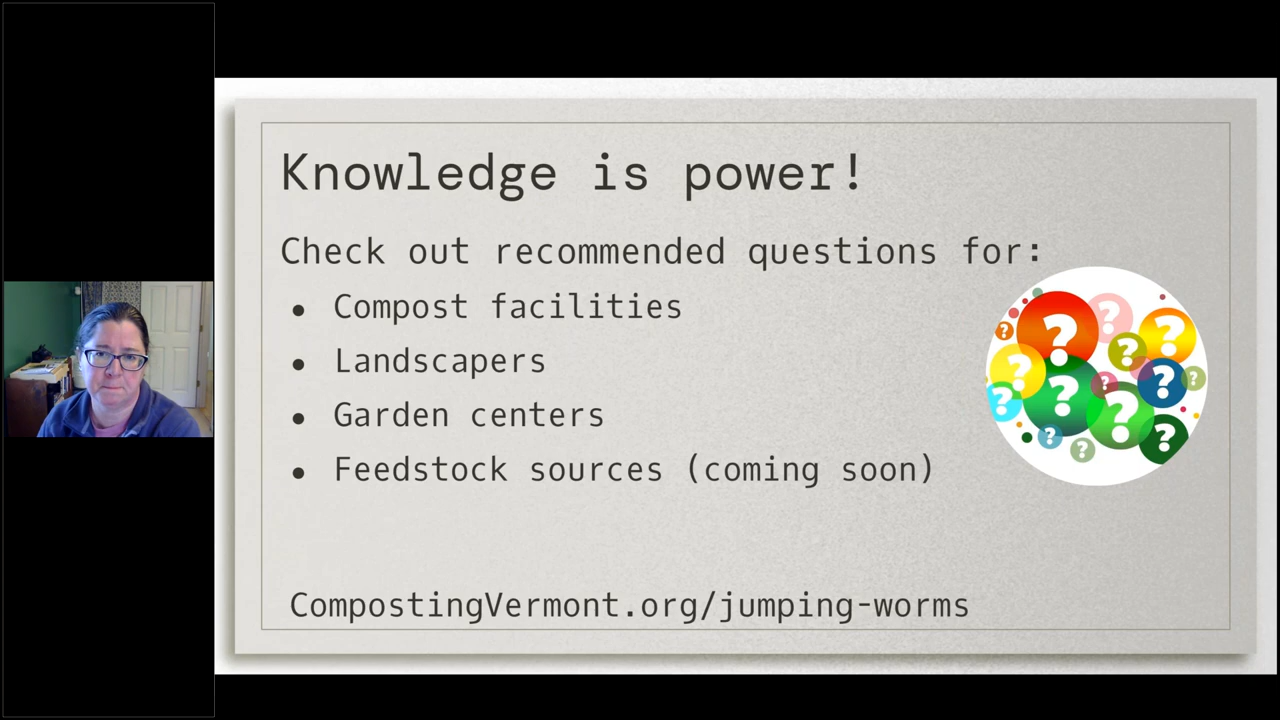 Knowledge is power!
Check out recommended questions for:
• Compost facilities
• Landscapers
• Garden centers
• Feedstock sources (coming soon)
CompostingVermont.org/jumping-worms